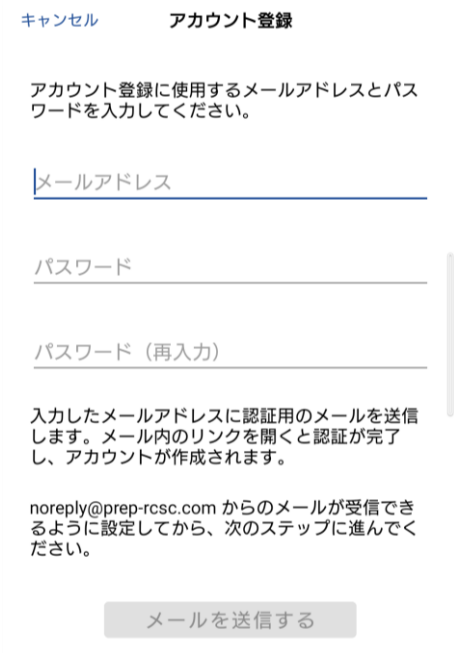 キャンセル アカウント登録
アカウント登録に使用するメールアドレスとパス
ワードを入力してください。
メールアドレス
パスワード
パスワード（再入力）
入力したメールアドレスに認証用のメールを送信
します。メール内のリンクを開くと認証が完了
し、アカウントが作成されます。
noreply@prep-rcsc.com からのメールが受信でき
るように設定してから、次のステップに進んでく
ださい。
メールを送信する